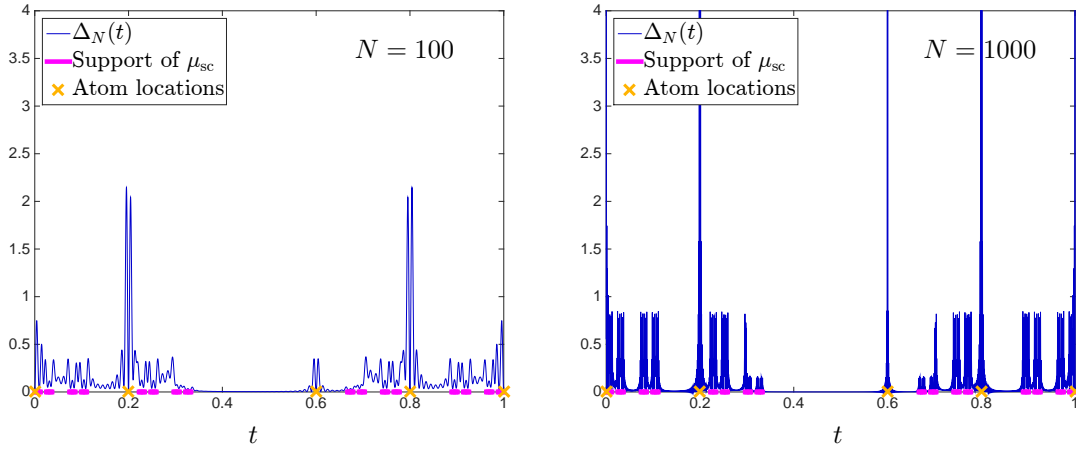 4
3.5
3
2.5
2
1.5
1
0.5
0
0 0.2 0.4 0.6 0.8 1
t
Δ_N(t)
Support of μ_sc
Atom locations
N = 100
4
3.5
3
2.5
2
1.5
1
0.5
0
0 0.2 0.4 0.6 0.8 1
t
Δ_N(t)
Support of μ_sc
Atom locations
N = 1000